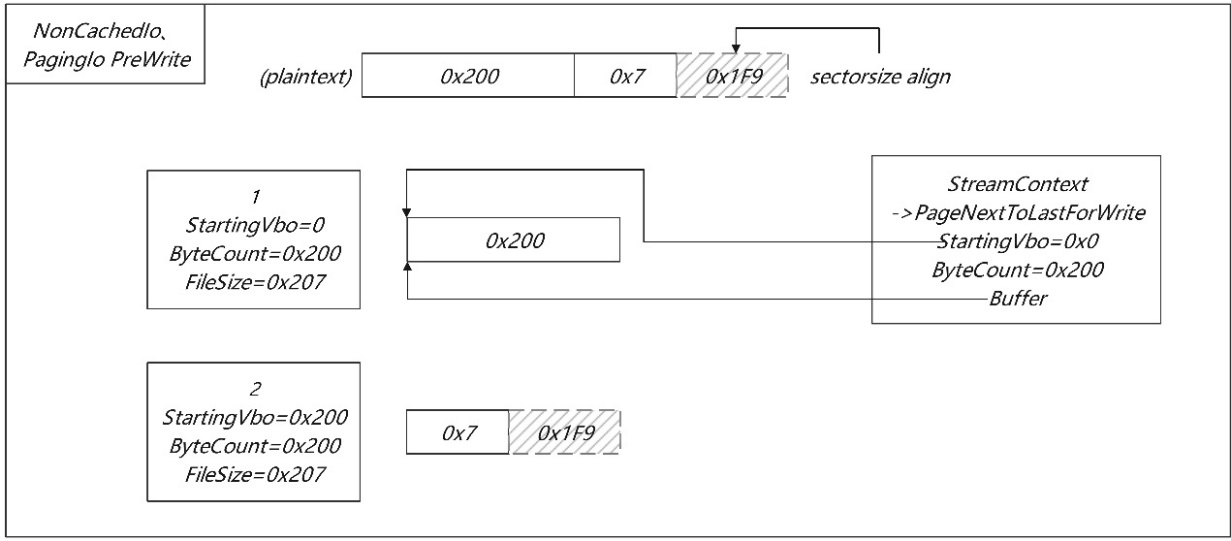 NonCachedIo、
PagingIo PreWrite
(plaintext) 0x200 0x7 0x1F9 sectorsize align
1
StartingVbo=0
ByteCount=0x200
FileSize=0x207
0x200
StreamContext
->PageNextToLastForWrite
StartingVbo=0x0
ByteCount=0x200
Buffer
2
StartingVbo=0x200
ByteCount=0x200
FileSize=0x207
0x7 0x1F9